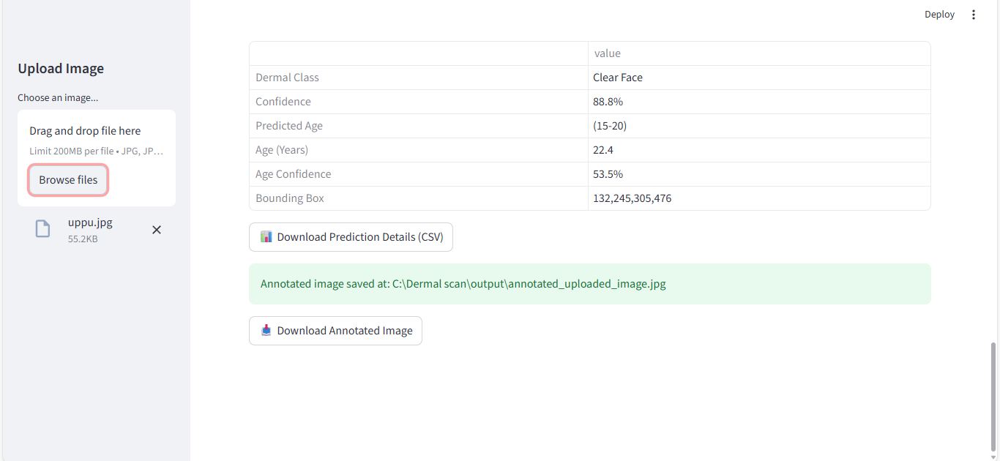 Deploy
Upload Image
Choose an image...
Drag and drop file here
Limit 200MB per file • JPG, JP...
Browse files
uppu.jpg
55.2KB
value
Dermal Class Clear Face
Confidence 88.8%
Predicted Age (15-20)
Age (Years) 22.4
Age Confidence 53.5%
Bounding Box 132,245,305,476
Download Prediction Details (CSV)
Annotated image saved at: C:\Dermal scan\output\annotated_uploaded_image.jpg
Download Annotated Image